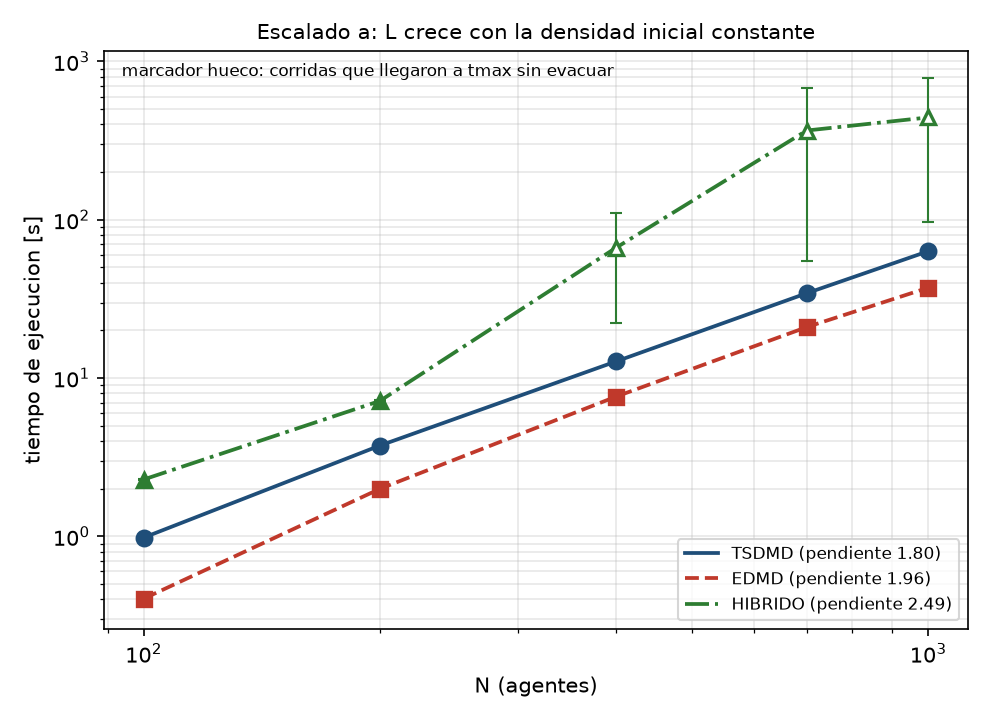 Escalado a: L crece con la densidad inicial constante
marcador hueco: corridas que llegaron a tmax sin evacuar
10^3
10^2
10^1
10^0
tiempo de ejecucion [s]
TSDMD (pendiente 1.80)
EDMD (pendiente 1.96)
HIBRIDO (pendiente 2.49)
10^2
10^3
N (agentes)